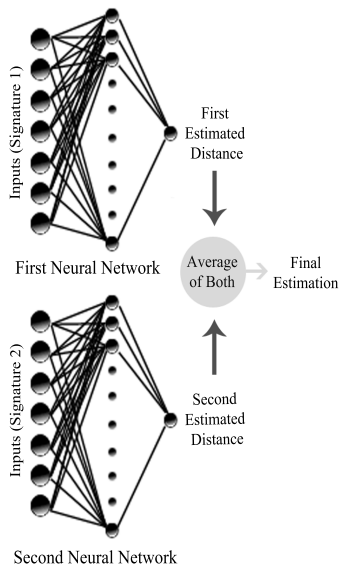 Inputs (Signature 1)
First
Estimated
Distance
First Neural Network
Average
of Both
Final
Estimation
Inputs (Signature 2)
Second
Estimated
Distance
Second Neural Network